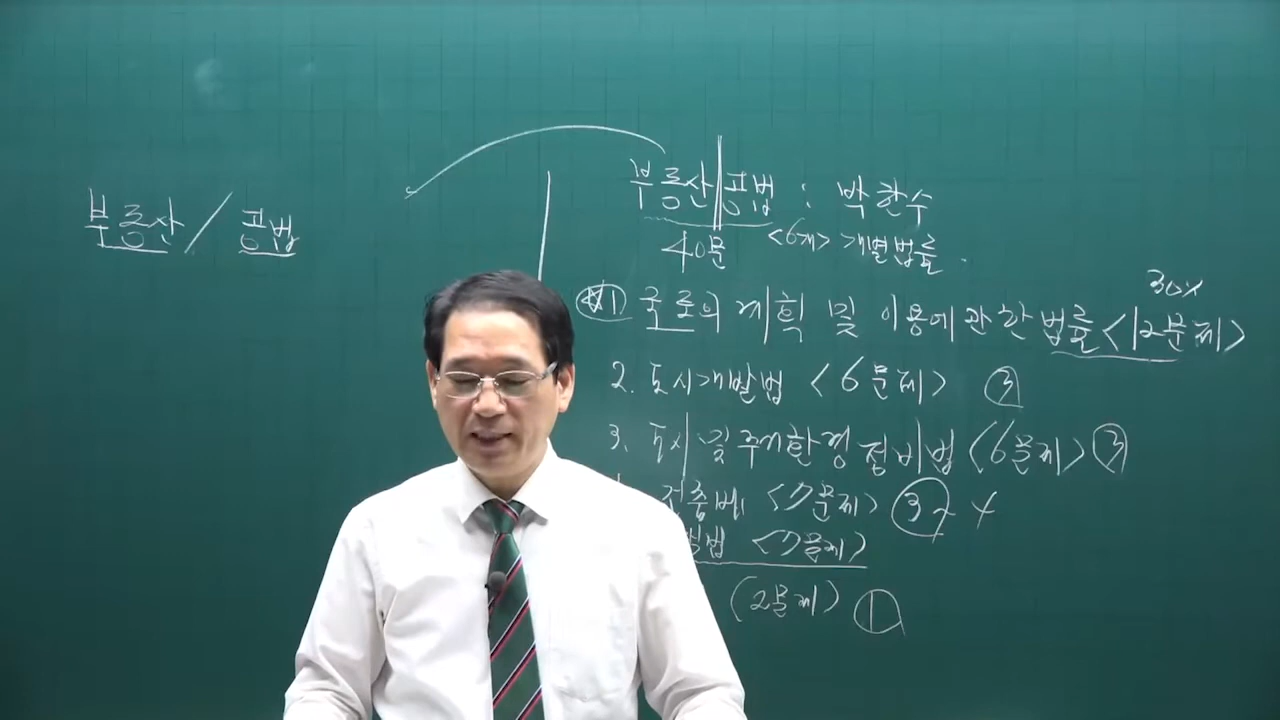 부동산 / 공법
부동산 공법 : 박한수
40문 <6개> 개별법률.
1 국토의 계획 및 이용에 관한 법률 <12문제> 30%
2. 도시개발법 <6문제> ③
3. 도시 및 주거환경정비법 <6문제> ③
건축법 <7문제> ③
법 <7문제>
(2문제) ①